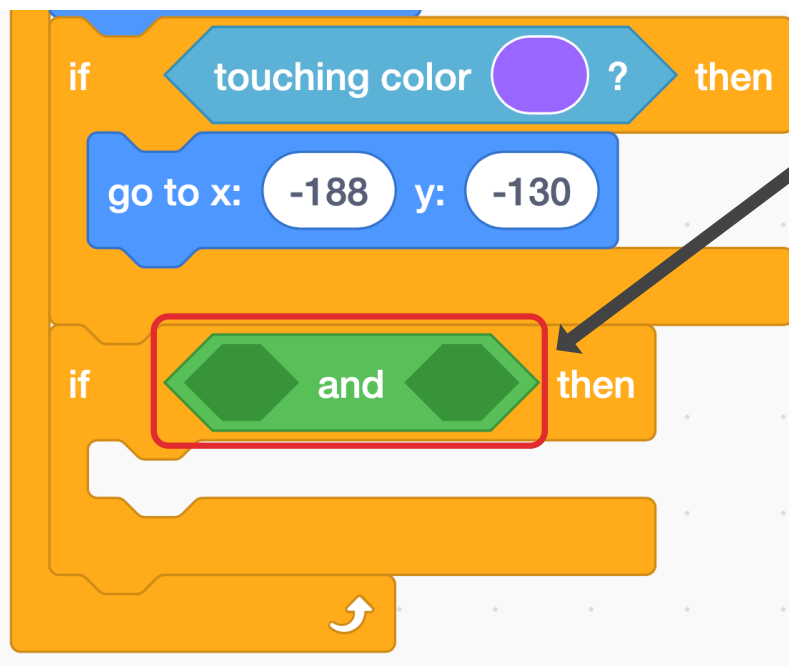 if touching color ? then
go to x: -188 y: -130
if and then